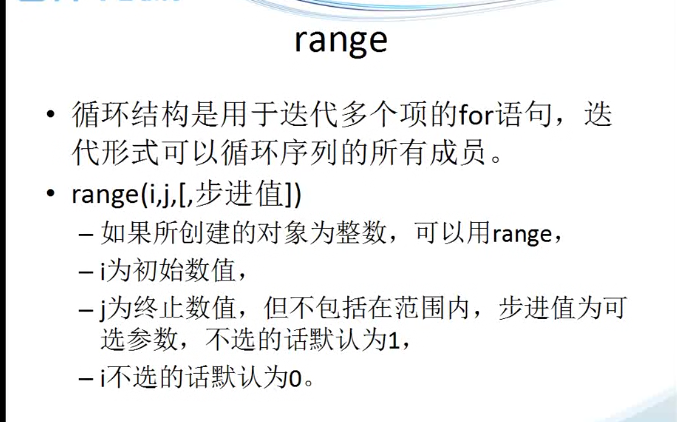 range
• 循环结构是用于迭代多个项的for语句，迭
代形式可以循环序列的所有成员。
• range(i,j,[,步进值])
– 如果所创建的对象为整数，可以用range，
– i为初始数值，
– j为终止数值，但不包括在范围内，步进值为可
选参数，不选的话默认为1，
– i不选的话默认为0。